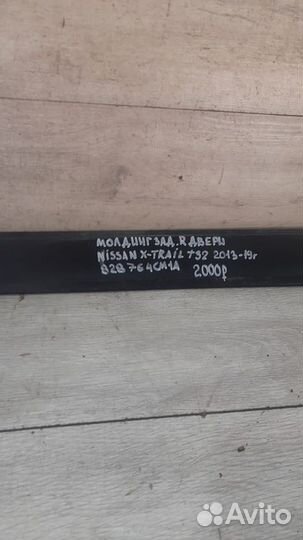 МОЛДИНГ ЗАД. R ДВЕРИ
NISSAN X-TRAIL T32 2013-19г
828764CM1A 2000р
Avito